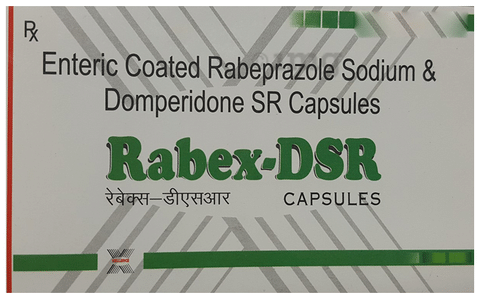 Rx
Enteric Coated Rabeprazole Sodium &
Domperidone SR Capsules
Rabex-DSR
रेबेक्स–डीएसआर CAPSULES